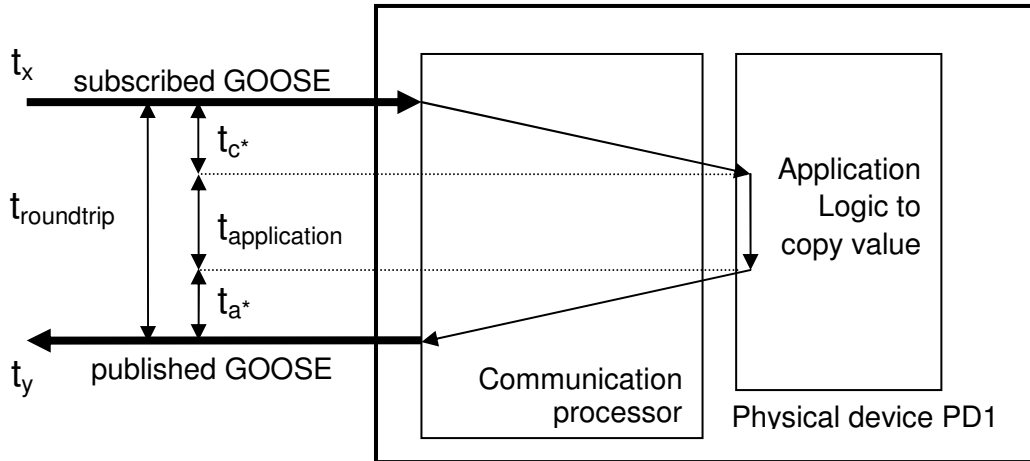 t_x
subscribed GOOSE
t_c*
t_roundtrip
t_application
t_a*
t_y
published GOOSE
Application
Logic to
copy value
Communication
processor
Physical device PD1